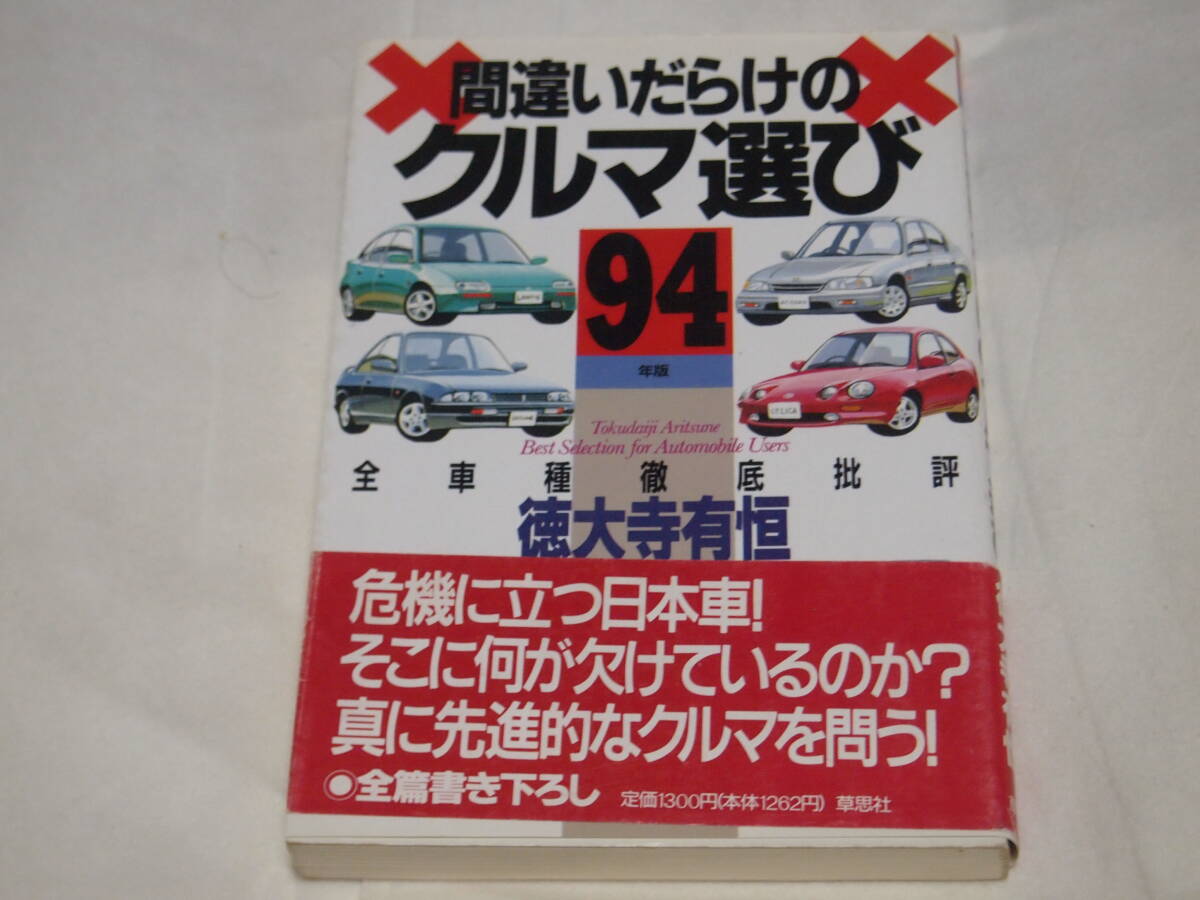 間違いだらけの
クルマ選び
94
年版
Tokudaiji Aritsune
Best Selection for Automobile Users
全車種徹底批評
徳大寺有恒
危機に立つ日本車!
そこに何が欠けているのか?
真に先進的なクルマを問う!
●全篇書き下ろし 定価1300円(本体1262円) 草思社